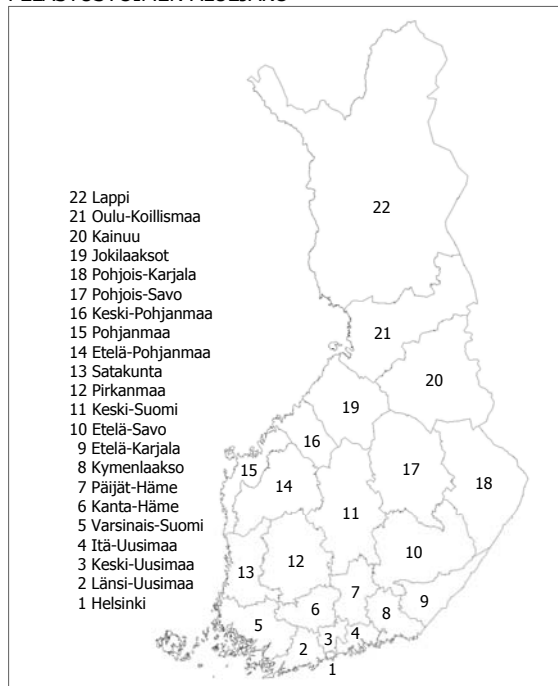 22 Lappi
21 Oulu-Koillismaa
20 Kainuu
19 Jokilaaksot
18 Pohjois-Karjala
17 Pohjois-Savo
16 Keski-Pohjanmaa
15 Pohjanmaa
14 Etelä-Pohjanmaa
13 Satakunta
12 Pirkanmaa
11 Keski-Suomi
10 Etelä-Savo
9 Etelä-Karjala
8 Kymenlaakso
7 Päijät-Häme
6 Kanta-Häme
5 Varsinais-Suomi
4 Itä-Uusimaa
3 Keski-Uusimaa
2 Länsi-Uusimaa
1 Helsinki
22
21
20
19
16
15
14
17
18
11
10
13
12
7
9
6
8
5
4
3
2
1